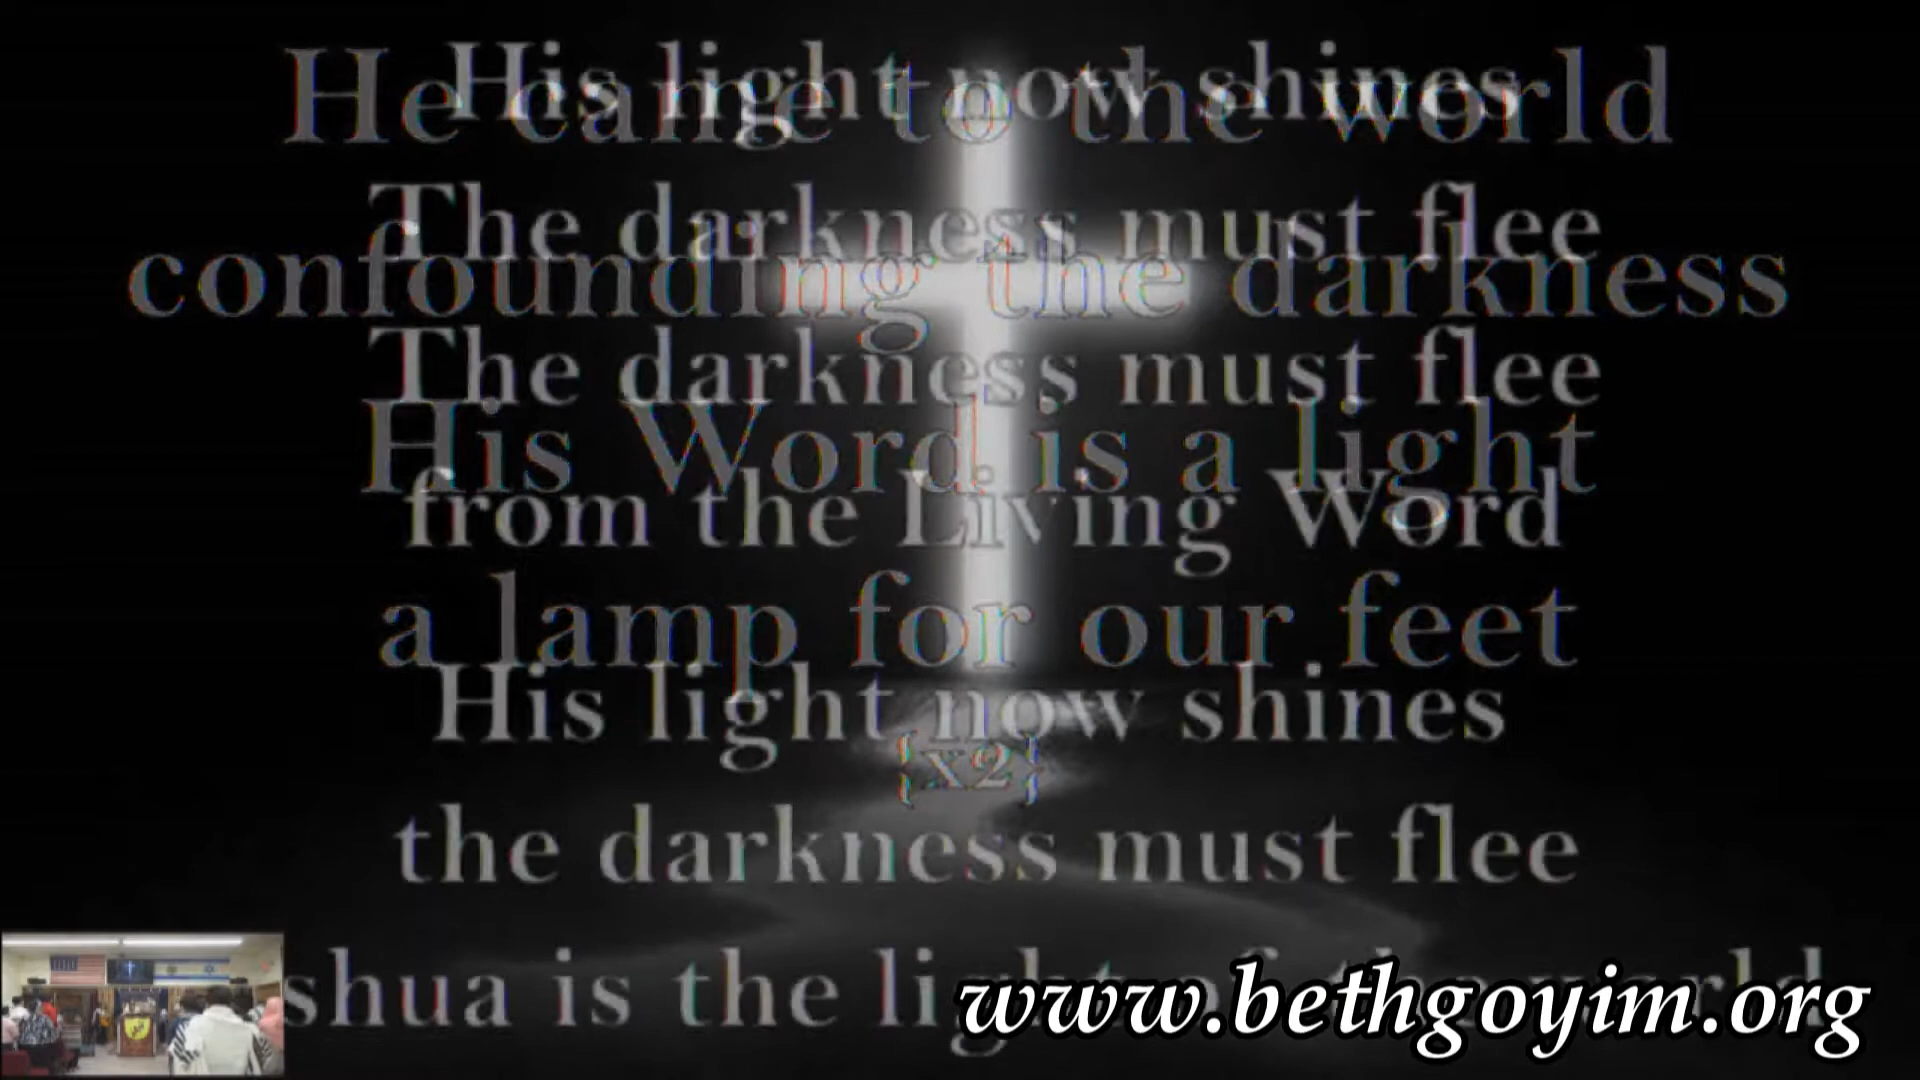 His light now shines
He came to the world
The darkness must flee
confounding the darkness
The darkness must flee
His Word is a light
from the Living Word
a lamp for our feet
His light now shines
{x2}
the darkness must flee
shua is the light of the world
www.bethgoyim.org